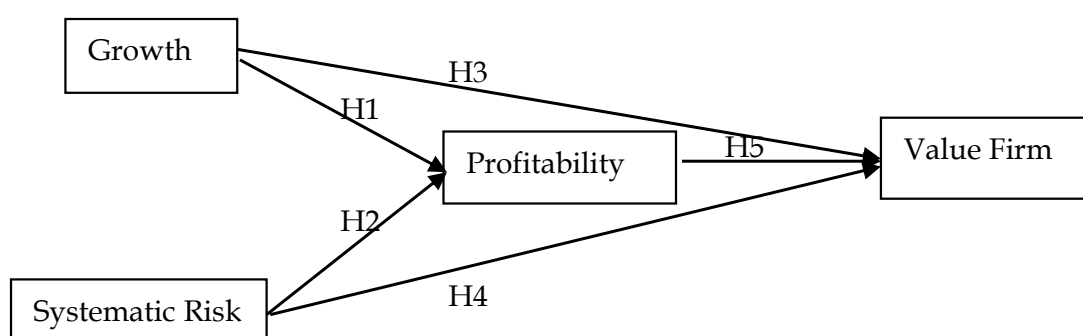 Growth
H3
H1
H5
Value Firm
Profitability
H2
H4
Systematic Risk